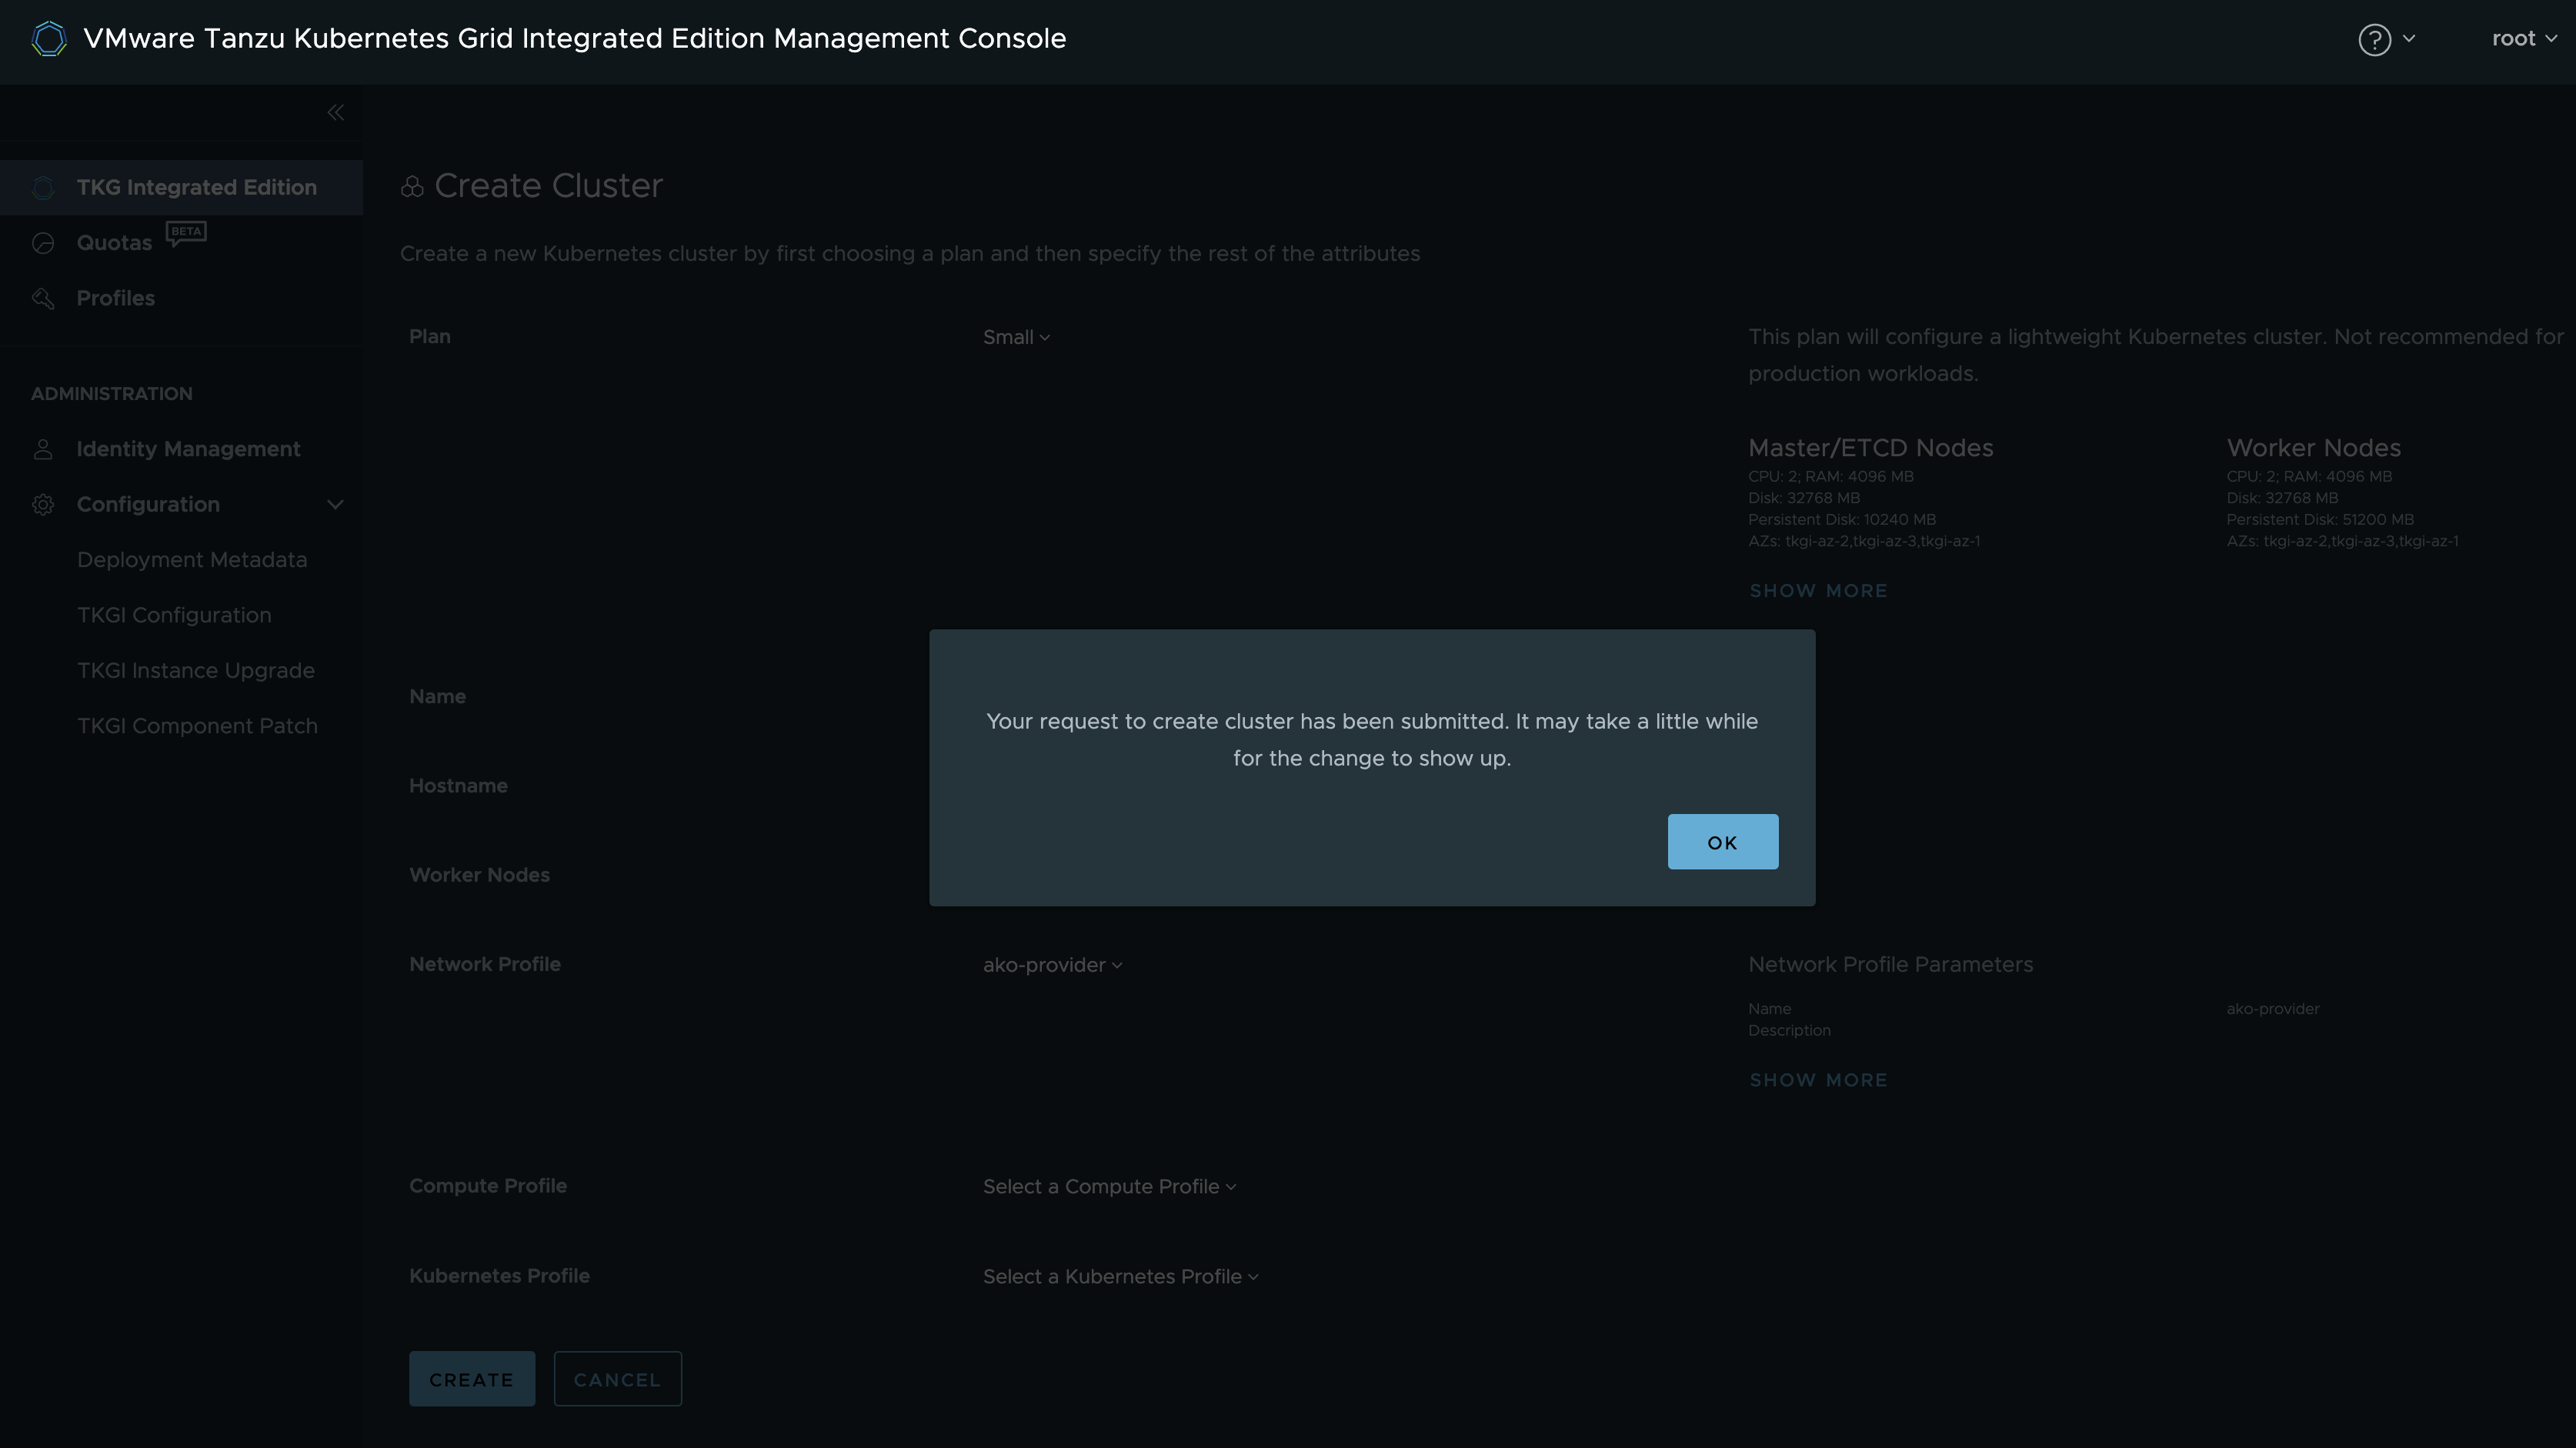 VMware Tanzu Kubernetes Grid Integrated Edition Management Console
root
TKG Integrated Edition
Quotas BETA
Profiles
ADMINISTRATION
Identity Management
Configuration
Deployment Metadata
TKGI Configuration
TKGI Instance Upgrade
TKGI Component Patch
Create Cluster
Create a new Kubernetes cluster by first choosing a plan and then specify the rest of the attributes
Plan
Small
This plan will configure a lightweight Kubernetes cluster. Not recommended for
production workloads.
Master/ETCD Nodes
CPU: 2; RAM: 4096 MB
Disk: 32768 MB
Persistent Disk: 10240 MB
AZs: tkgi-az-2,tkgi-az-3,tkgi-az-1
Worker Nodes
CPU: 2; RAM: 4096 MB
Disk: 32768 MB
Persistent Disk: 51200 MB
AZs: tkgi-az-2,tkgi-az-3,tkgi-az-1
SHOW MORE
Name
Hostname
Worker Nodes
Your request to create cluster has been submitted. It may take a little while
for the change to show up.
OK
Network Profile
ako-provider
Network Profile Parameters
Name
ako-provider
Description
SHOW MORE
Compute Profile
Select a Compute Profile
Kubernetes Profile
Select a Kubernetes Profile
CREATE
CANCEL